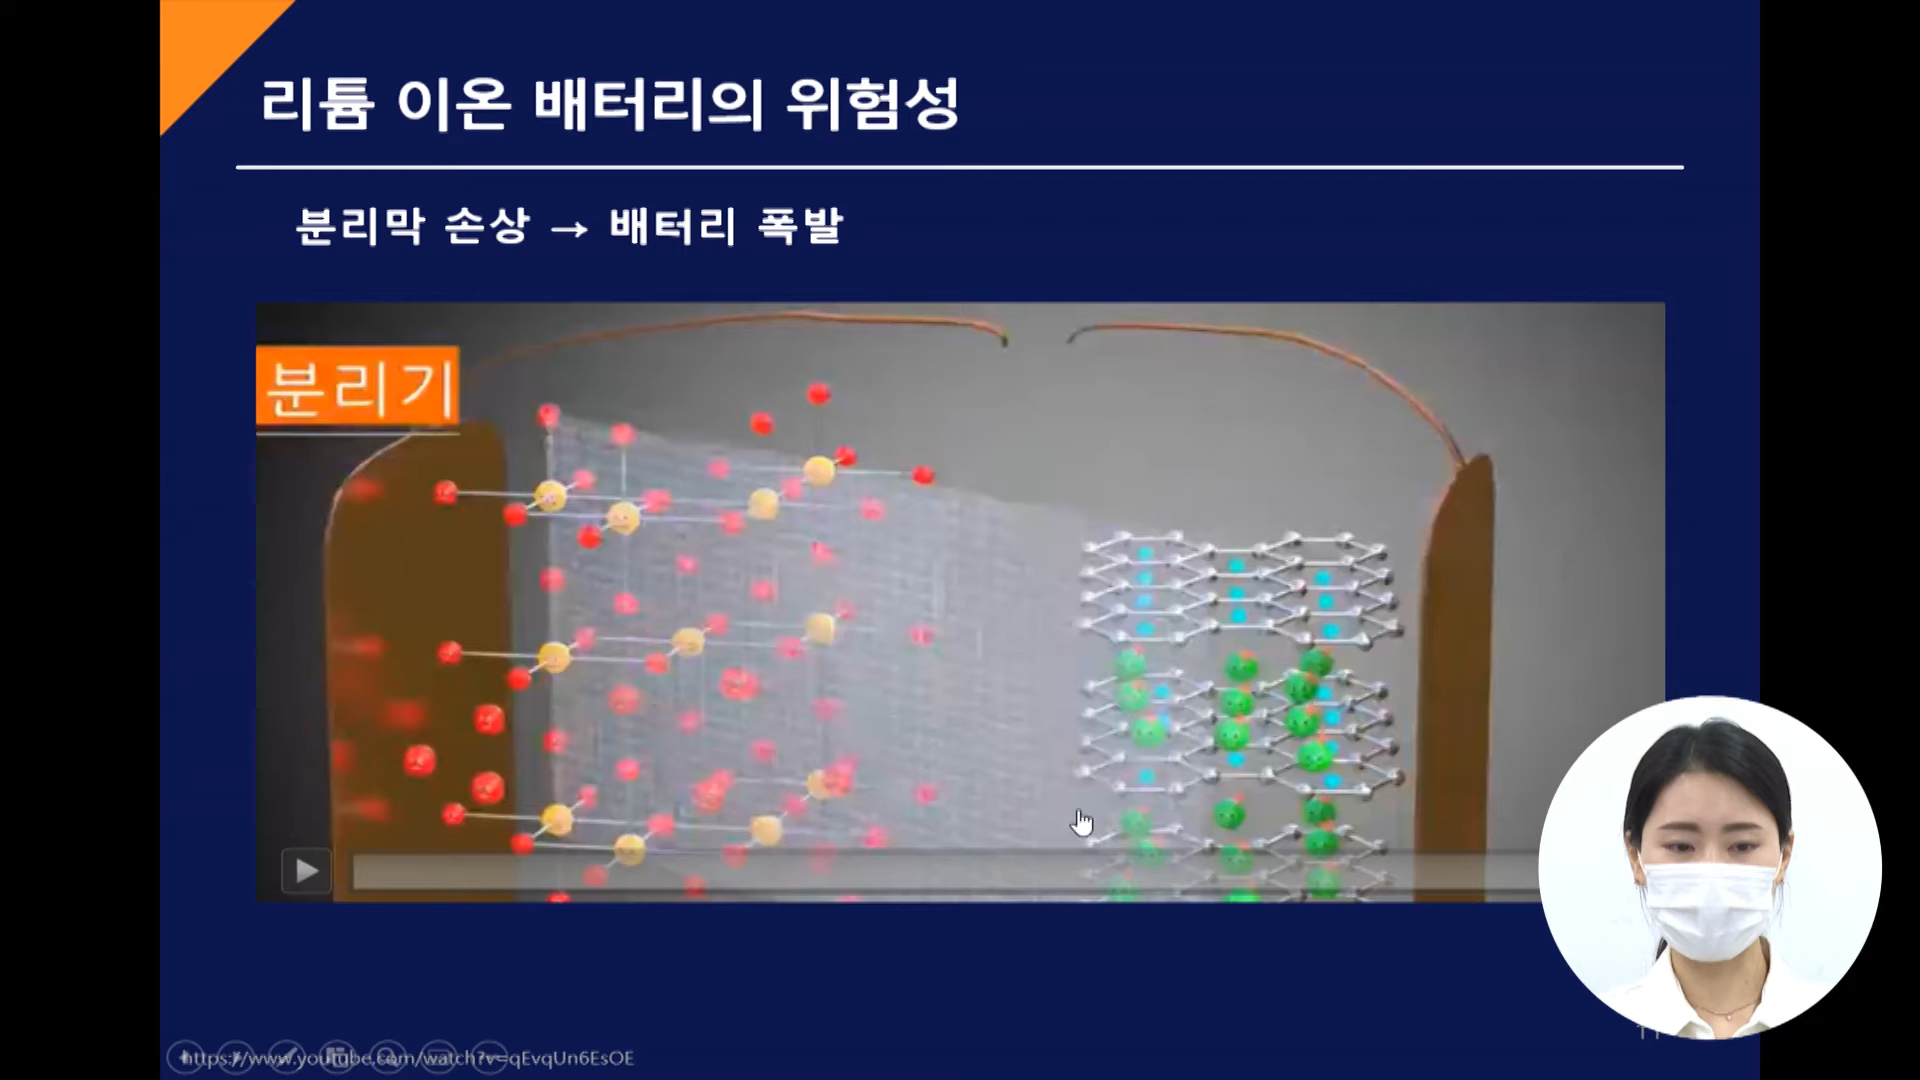 리튬 이온 배터리의 위험성
분리막 손상 → 배터리 폭발
분리기
https://www.youtube.com/watch?v=qEvqUn6EsOE